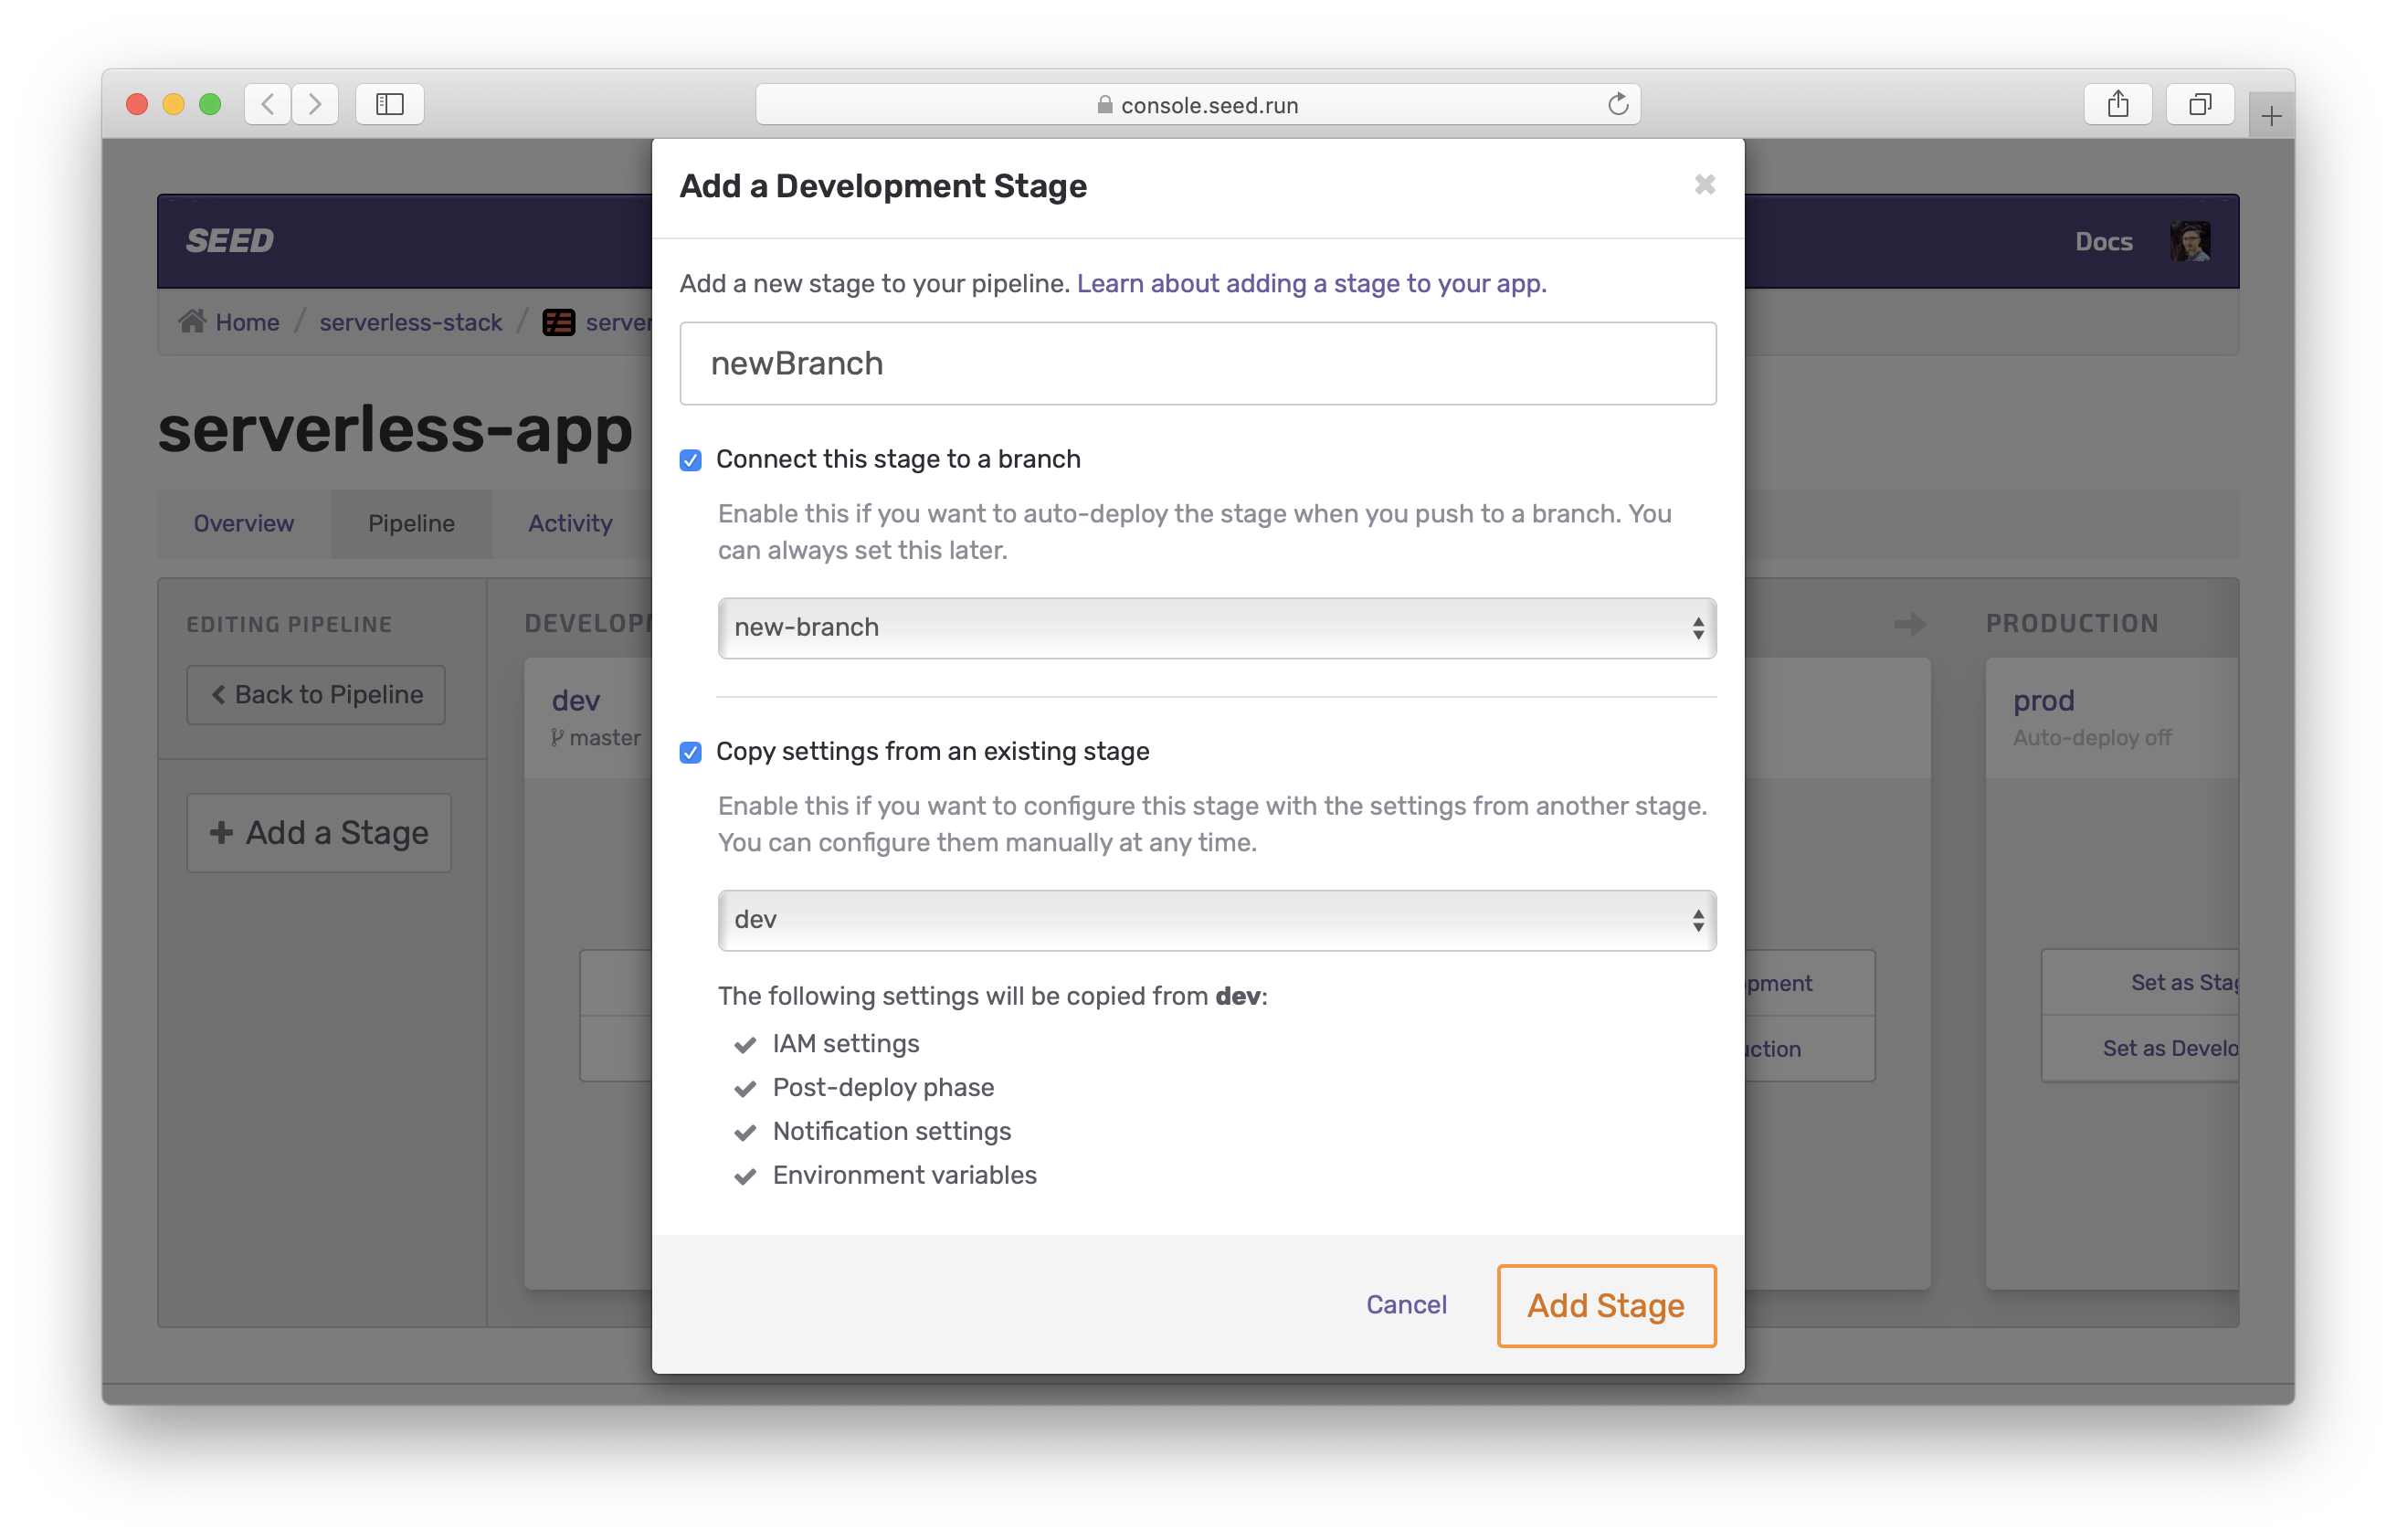 console.seed.run
SEED
Docs
Home / serverless-stack /
serverless-app
Overview
Pipeline
Activity
EDITING PIPELINE
Back to Pipeline
Add a Stage
dev
master
Add a Development Stage
Add a new stage to your pipeline. Learn about adding a stage to your app.
newBranch
Connect this stage to a branch
Enable this if you want to auto-deploy the stage when you push to a branch. You
can always set this later.
new-branch
Copy settings from an existing stage
Enable this if you want to configure this stage with the settings from another stage.
You can configure them manually at any time.
dev
The following settings will be copied from dev:
IAM settings
Post-deploy phase
Notification settings
Environment variables
Cancel
Add Stage
PRODUCTION
prod
Auto-deploy off
Set as
Set as